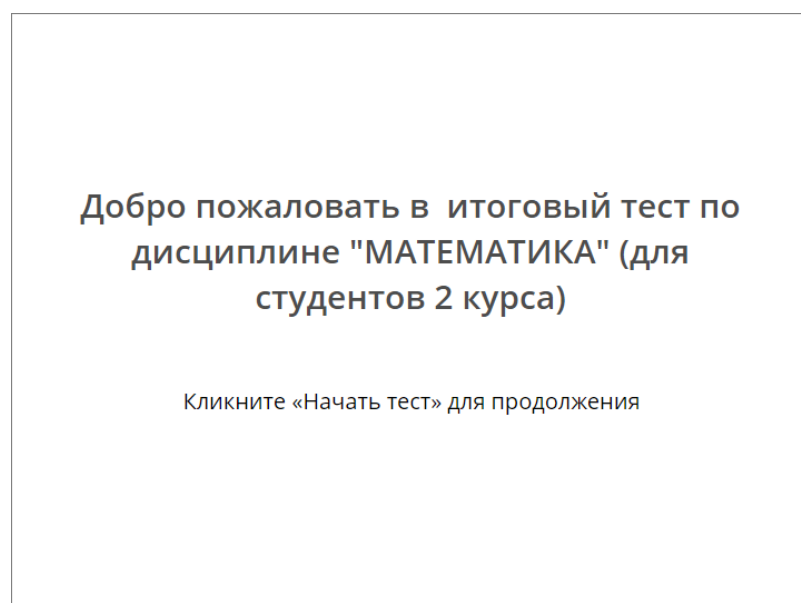 Добро пожаловать в  итоговый тест по
дисциплине "МАТЕМАТИКА" (для
студентов 2 курса)
Кликните «Начать тест» для продолжения